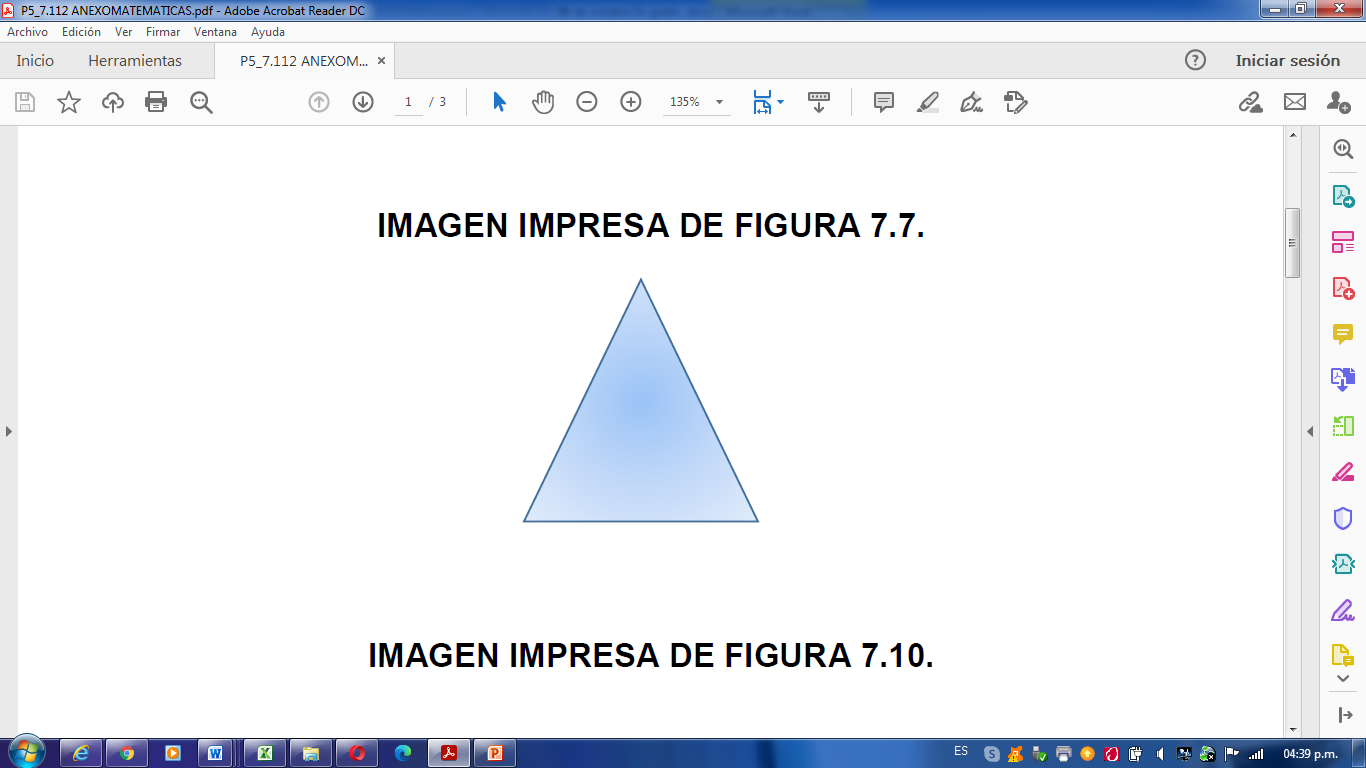 P5_7.112 ANEXOMATEMATICAS.pdf - Adobe Acrobat Reader DC
Archivo Edición Ver Firmar Ventana Ayuda
Inicio Herramientas P5_7.112 ANEXOM... × Iniciar sesión
1 / 3 135%
IMAGEN IMPRESA DE FIGURA 7.7.
IMAGEN IMPRESA DE FIGURA 7.10.
ES 04:39 p.m.